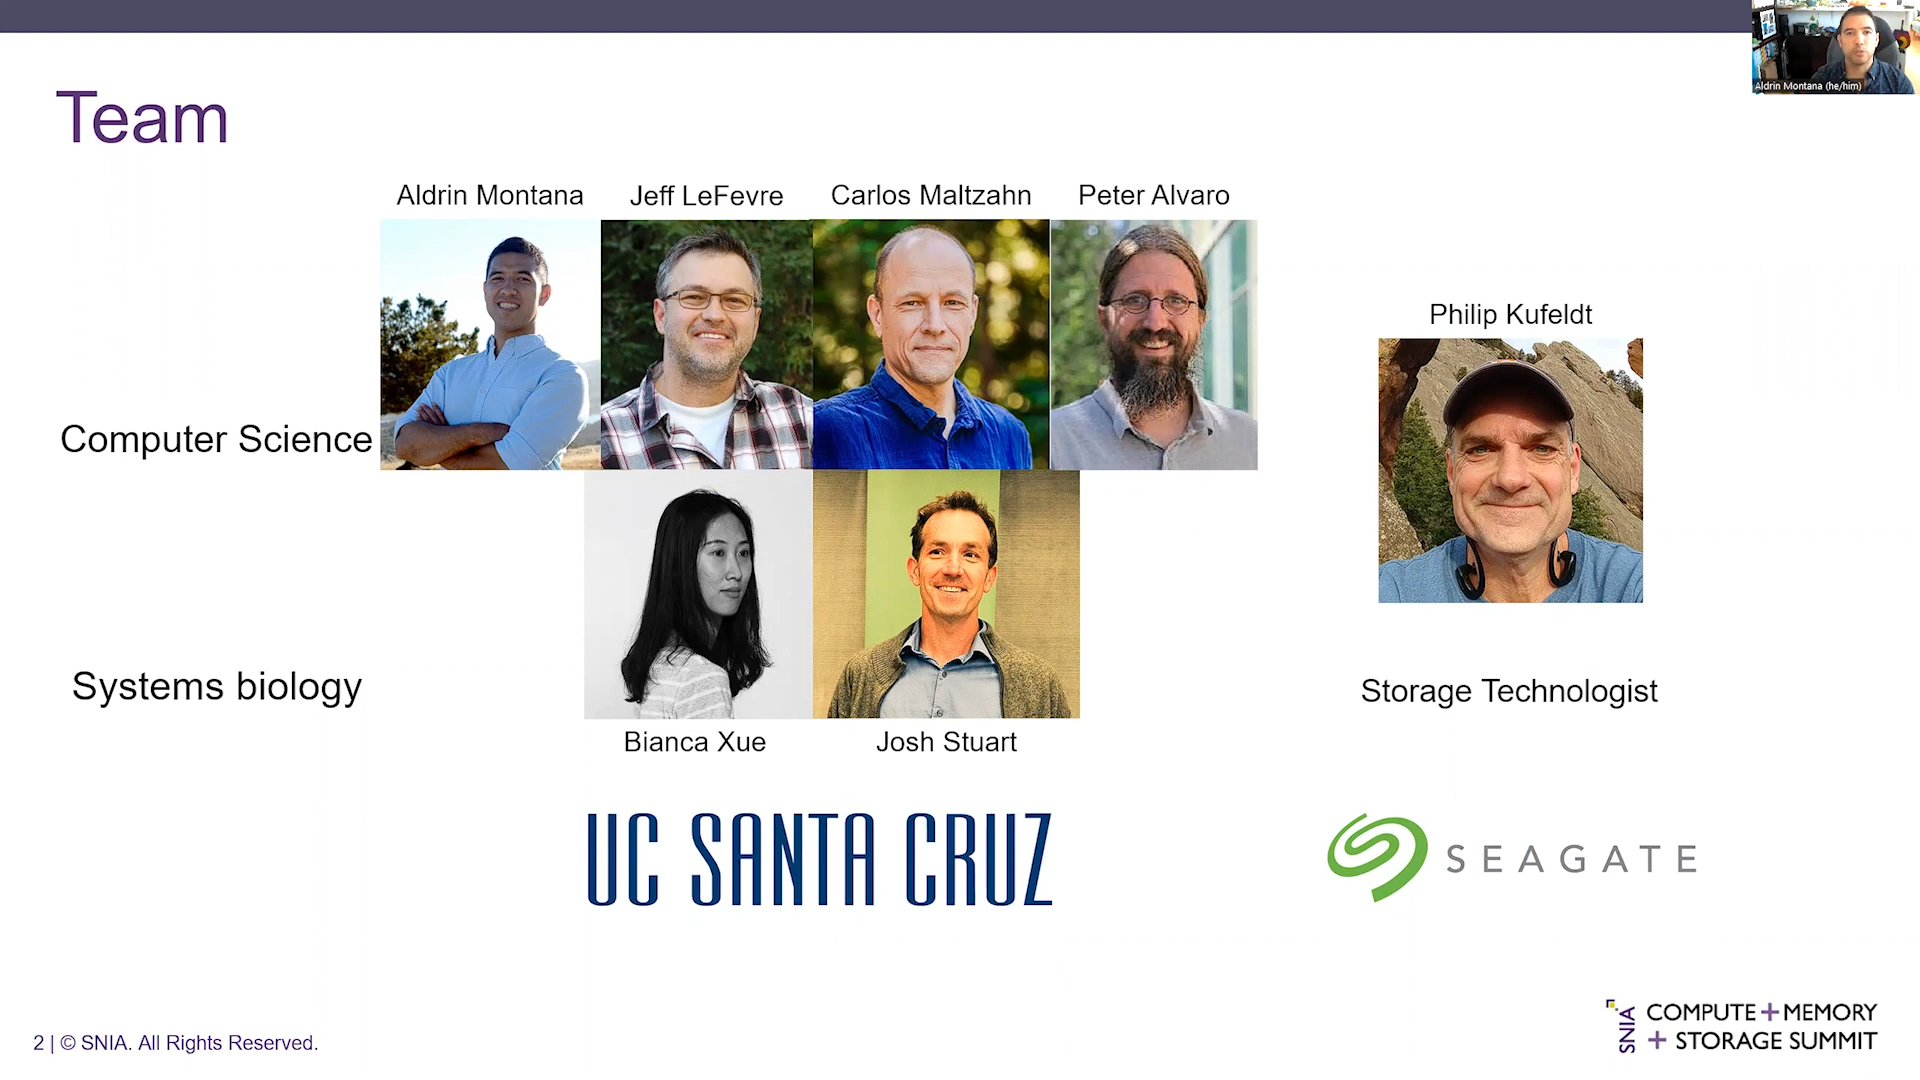 Aldrin Montana (he/him)
Team
Aldrin Montana
Jeff LeFevre
Carlos Maltzahn
Peter Alvaro
Philip Kufeldt
Computer Science
Systems biology
Storage Technologist
Bianca Xue
Josh Stuart
UC SANTA CRUZ
SEAGATE
2 | © SNIA. All Rights Reserved.
SNIA
COMPUTE+MEMORY
+ STORAGE SUMMIT